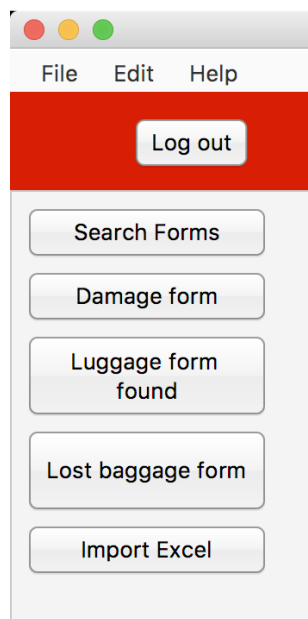 File Edit Help
Log out
Search Forms
Damage form
Luggage form
found
Lost baggage form
Import Excel